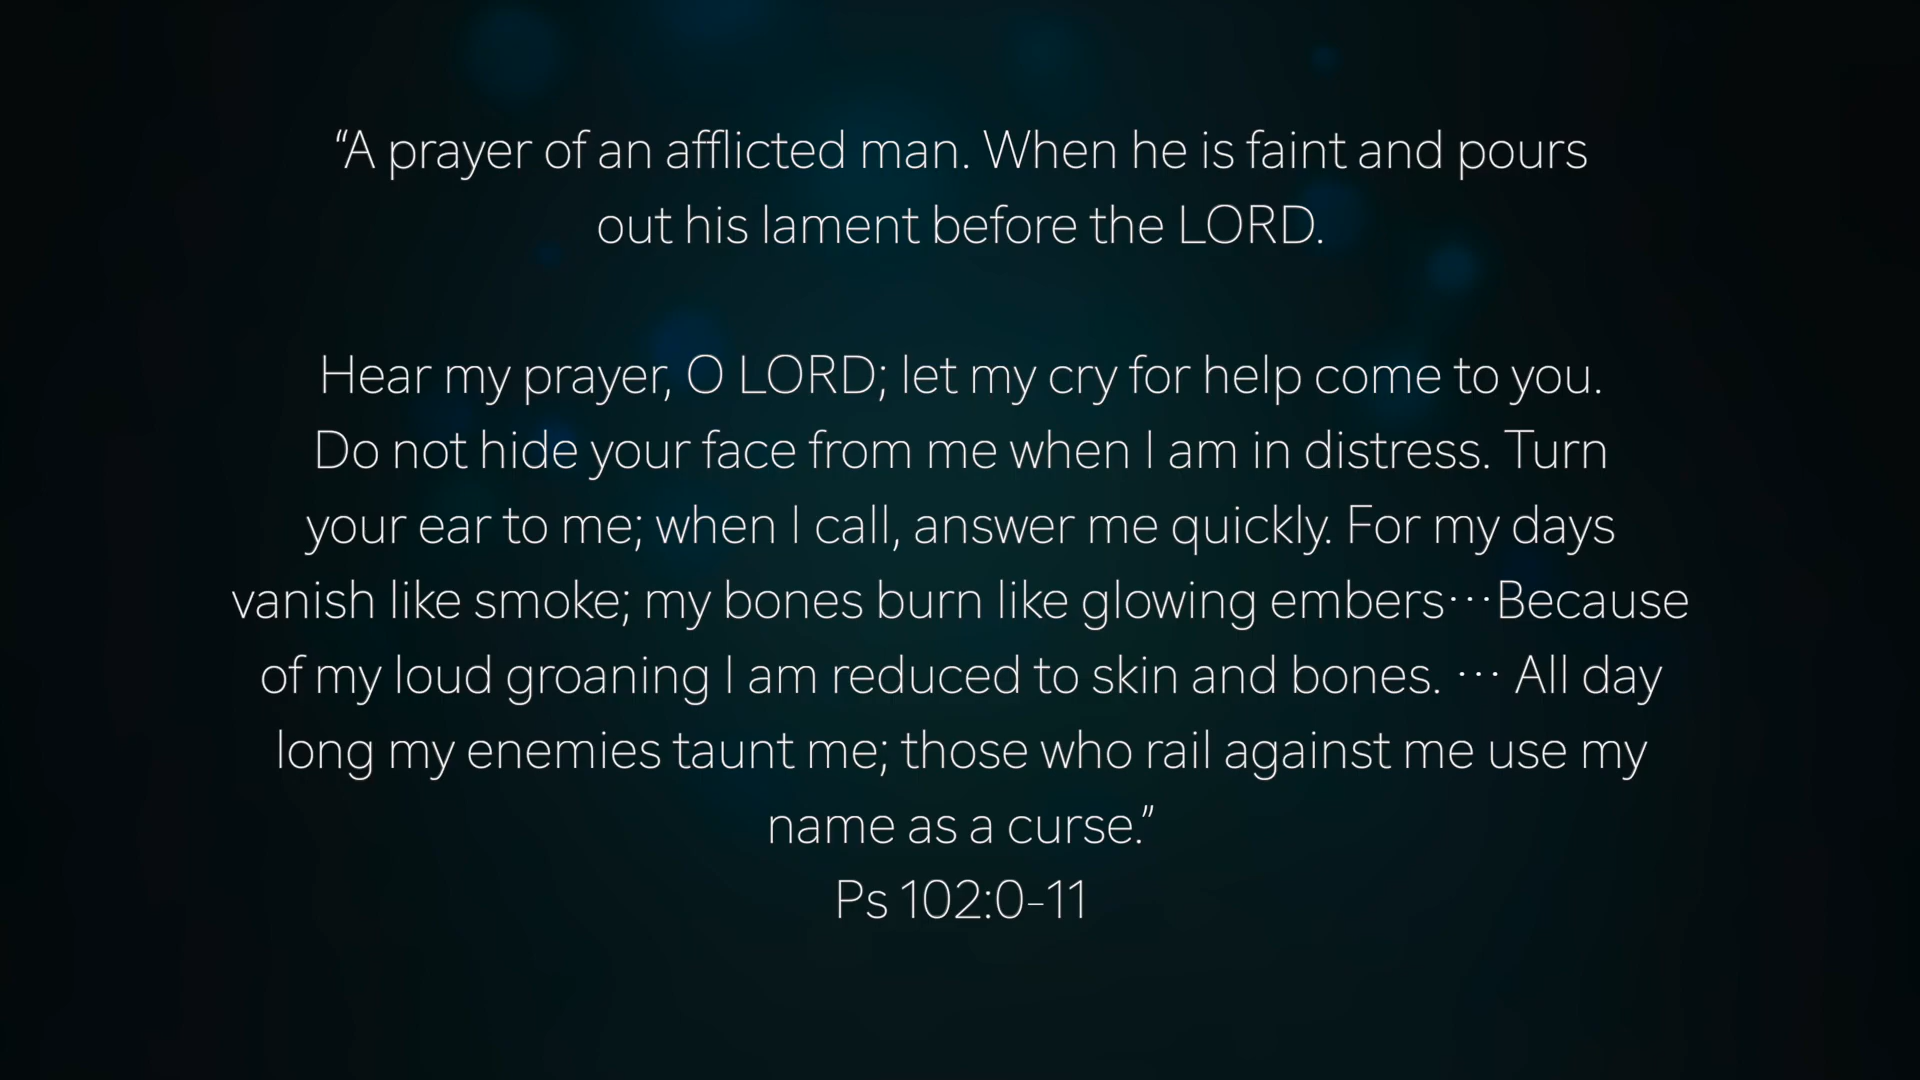 “A prayer of an afflicted man. When he is faint and pours
out his lament before the LORD.
Hear my prayer, O LORD; let my cry for help come to you.
Do not hide your face from me when I am in distress. Turn
your ear to me; when I call, answer me quickly. For my days
vanish like smoke; my bones burn like glowing embers⋯Because
of my loud groaning I am reduced to skin and bones. ⋯ All day
long my enemies taunt me; those who rail against me use my
name as a curse.”
Ps 102:0-11